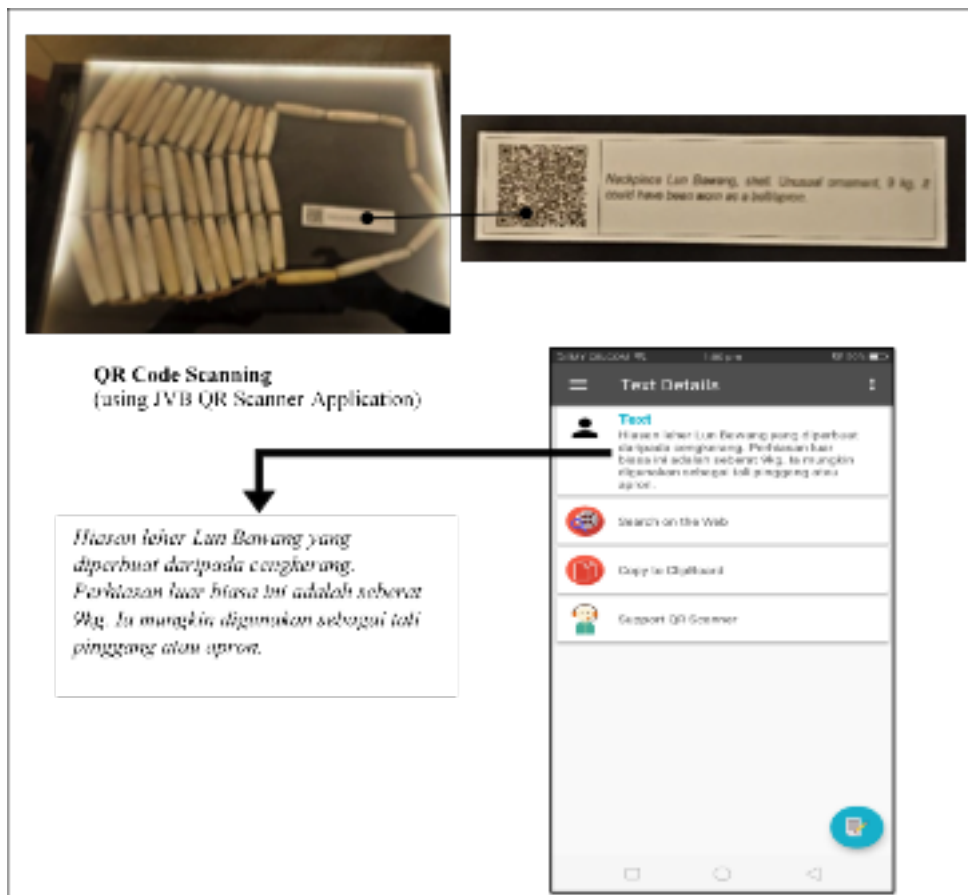 Neckpiece Lun Bawang, shell. Unusual ornament, 9 kg. It
could have been worn as a belt/apron.
QR Code Scanning
(using JVB QR Scanner Application)
Text Details
Text
Hiasan leher Lun Bawang yang diperbuat
daripada cengkerang. Perhiasan luar
biasa ini adalah seberat 9kg. Ia mungkin
digunakan sebagai tali pinggang atau
apron.
Search on the Web
Copy to ClipBoard
Support QR Scanner
Hiasan leher Lun Bawang yang
diperbuat daripada cengkerang.
Perhiasan luar biasa ini adalah seberat
9kg. Ia mungkin digunakan sebagai tali
pinggang atau apron.